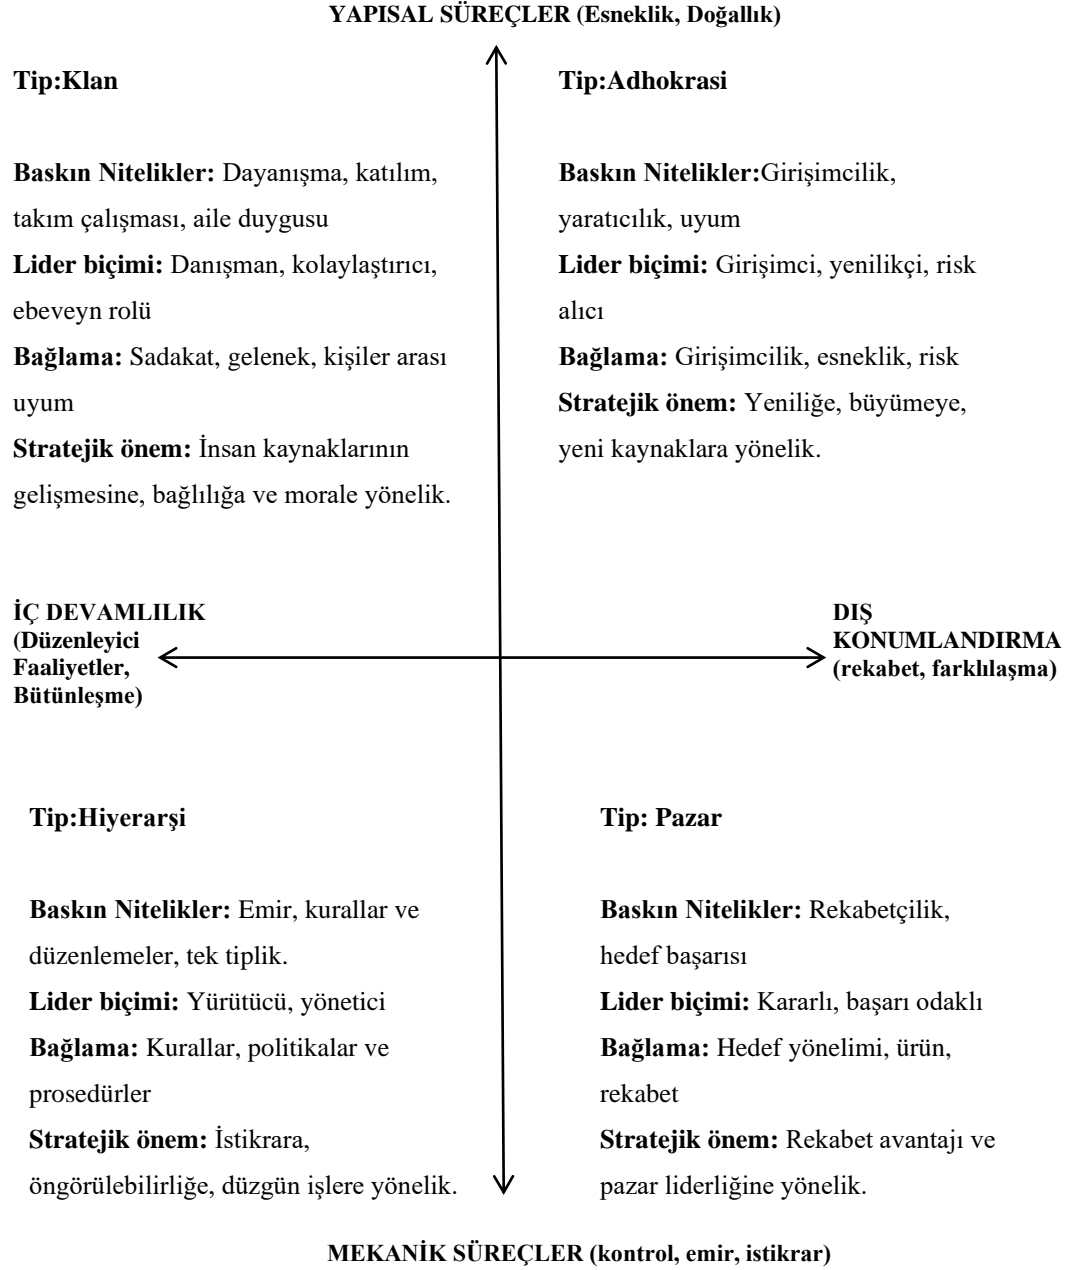 YAPISAL SÜREÇLER (Esneklik, Doğallık)
Tip:Klan
Baskın Nitelikler: Dayanışma, katılım,
takım çalışması, aile duygusu
Lider biçimi: Danışman, kolaylaştırıcı,
ebeveyn rolü
Bağlama: Sadakat, gelenek, kişiler arası
uyum
Stratejik önem: İnsan kaynaklarının
gelişmesine, bağlılığa ve morale yönelik.
Tip:Adhokrasi
Baskın Nitelikler:Girişimcilik,
yaratıcılık, uyum
Lider biçimi: Girişimci, yenilikçi, risk
alıcı
Bağlama: Girişimcilik, esneklik, risk
Stratejik önem: Yeniliğe, büyümeye,
yeni kaynaklara yönelik.
İÇ DEVAMLILIK
(Düzenleyici
Faaliyetler,
Bütünleşme)
DIŞ
KONUMLANDIRMA
(rekabet, farklılaşma)
Tip:Hiyerarşi
Baskın Nitelikler: Emir, kurallar ve
düzenlemeler, tek tiplik.
Lider biçimi: Yürütücü, yönetici
Bağlama: Kurallar, politikalar ve
prosedürler
Stratejik önem: İstikrara,
öngörülebilirliğe, düzgün işlere yönelik.
Tip: Pazar
Baskın Nitelikler: Rekabetçilik,
hedef başarısı
Lider biçimi: Kararlı, başarı odaklı
Bağlama: Hedef yönelimi, ürün,
rekabet
Stratejik önem: Rekabet avantajı ve
pazar liderliğine yönelik.
MEKANİK SÜREÇLER (kontrol, emir, istikrar)